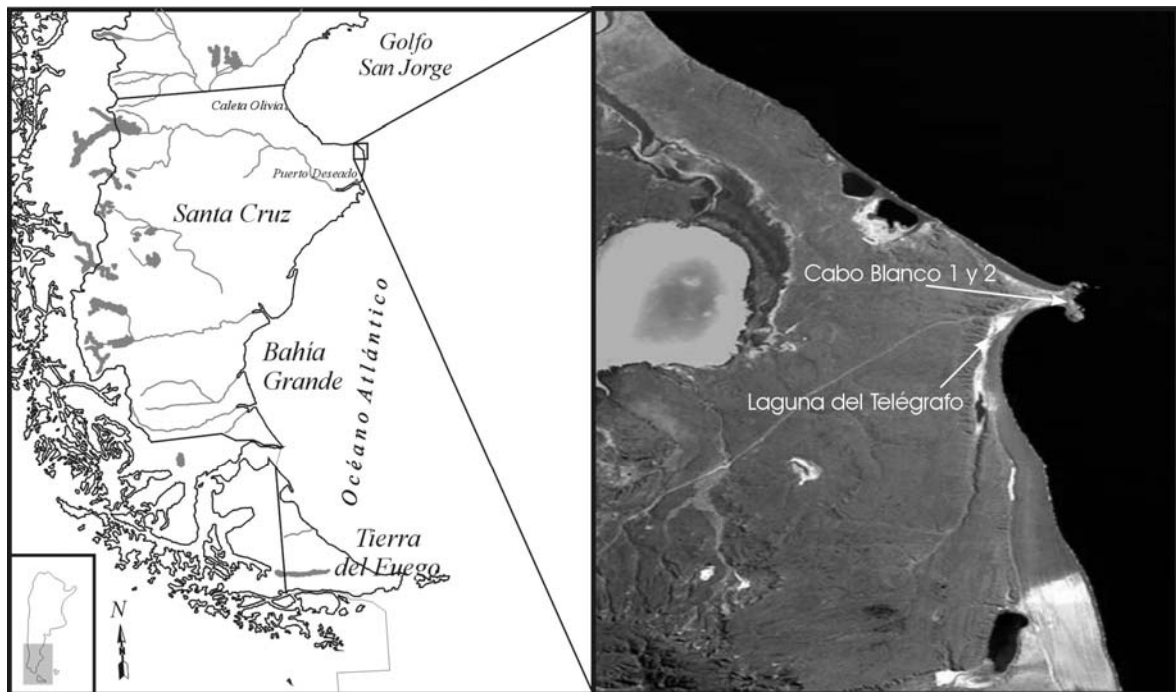 Golfo
San Jorge
Caleta Olivia
Puerto Deseado
Santa Cruz
Bahía
Grande
Océano Atlántico
Tierra
del Fuego
N
Cabo Blanco 1 y 2
Laguna del Telégrafo